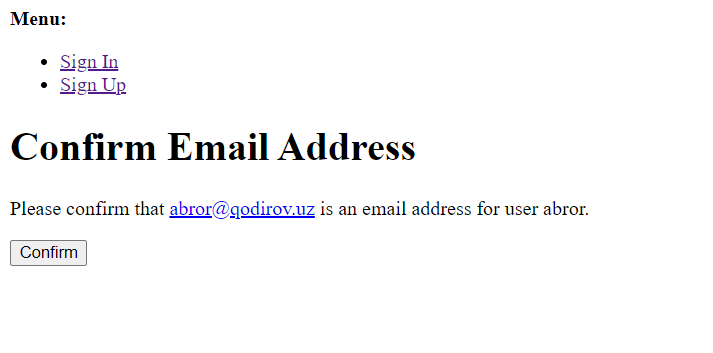 Menu:
Sign In
Sign Up
Confirm Email Address
Please confirm that abror@qodirov.uz is an email address for user abror.
Confirm